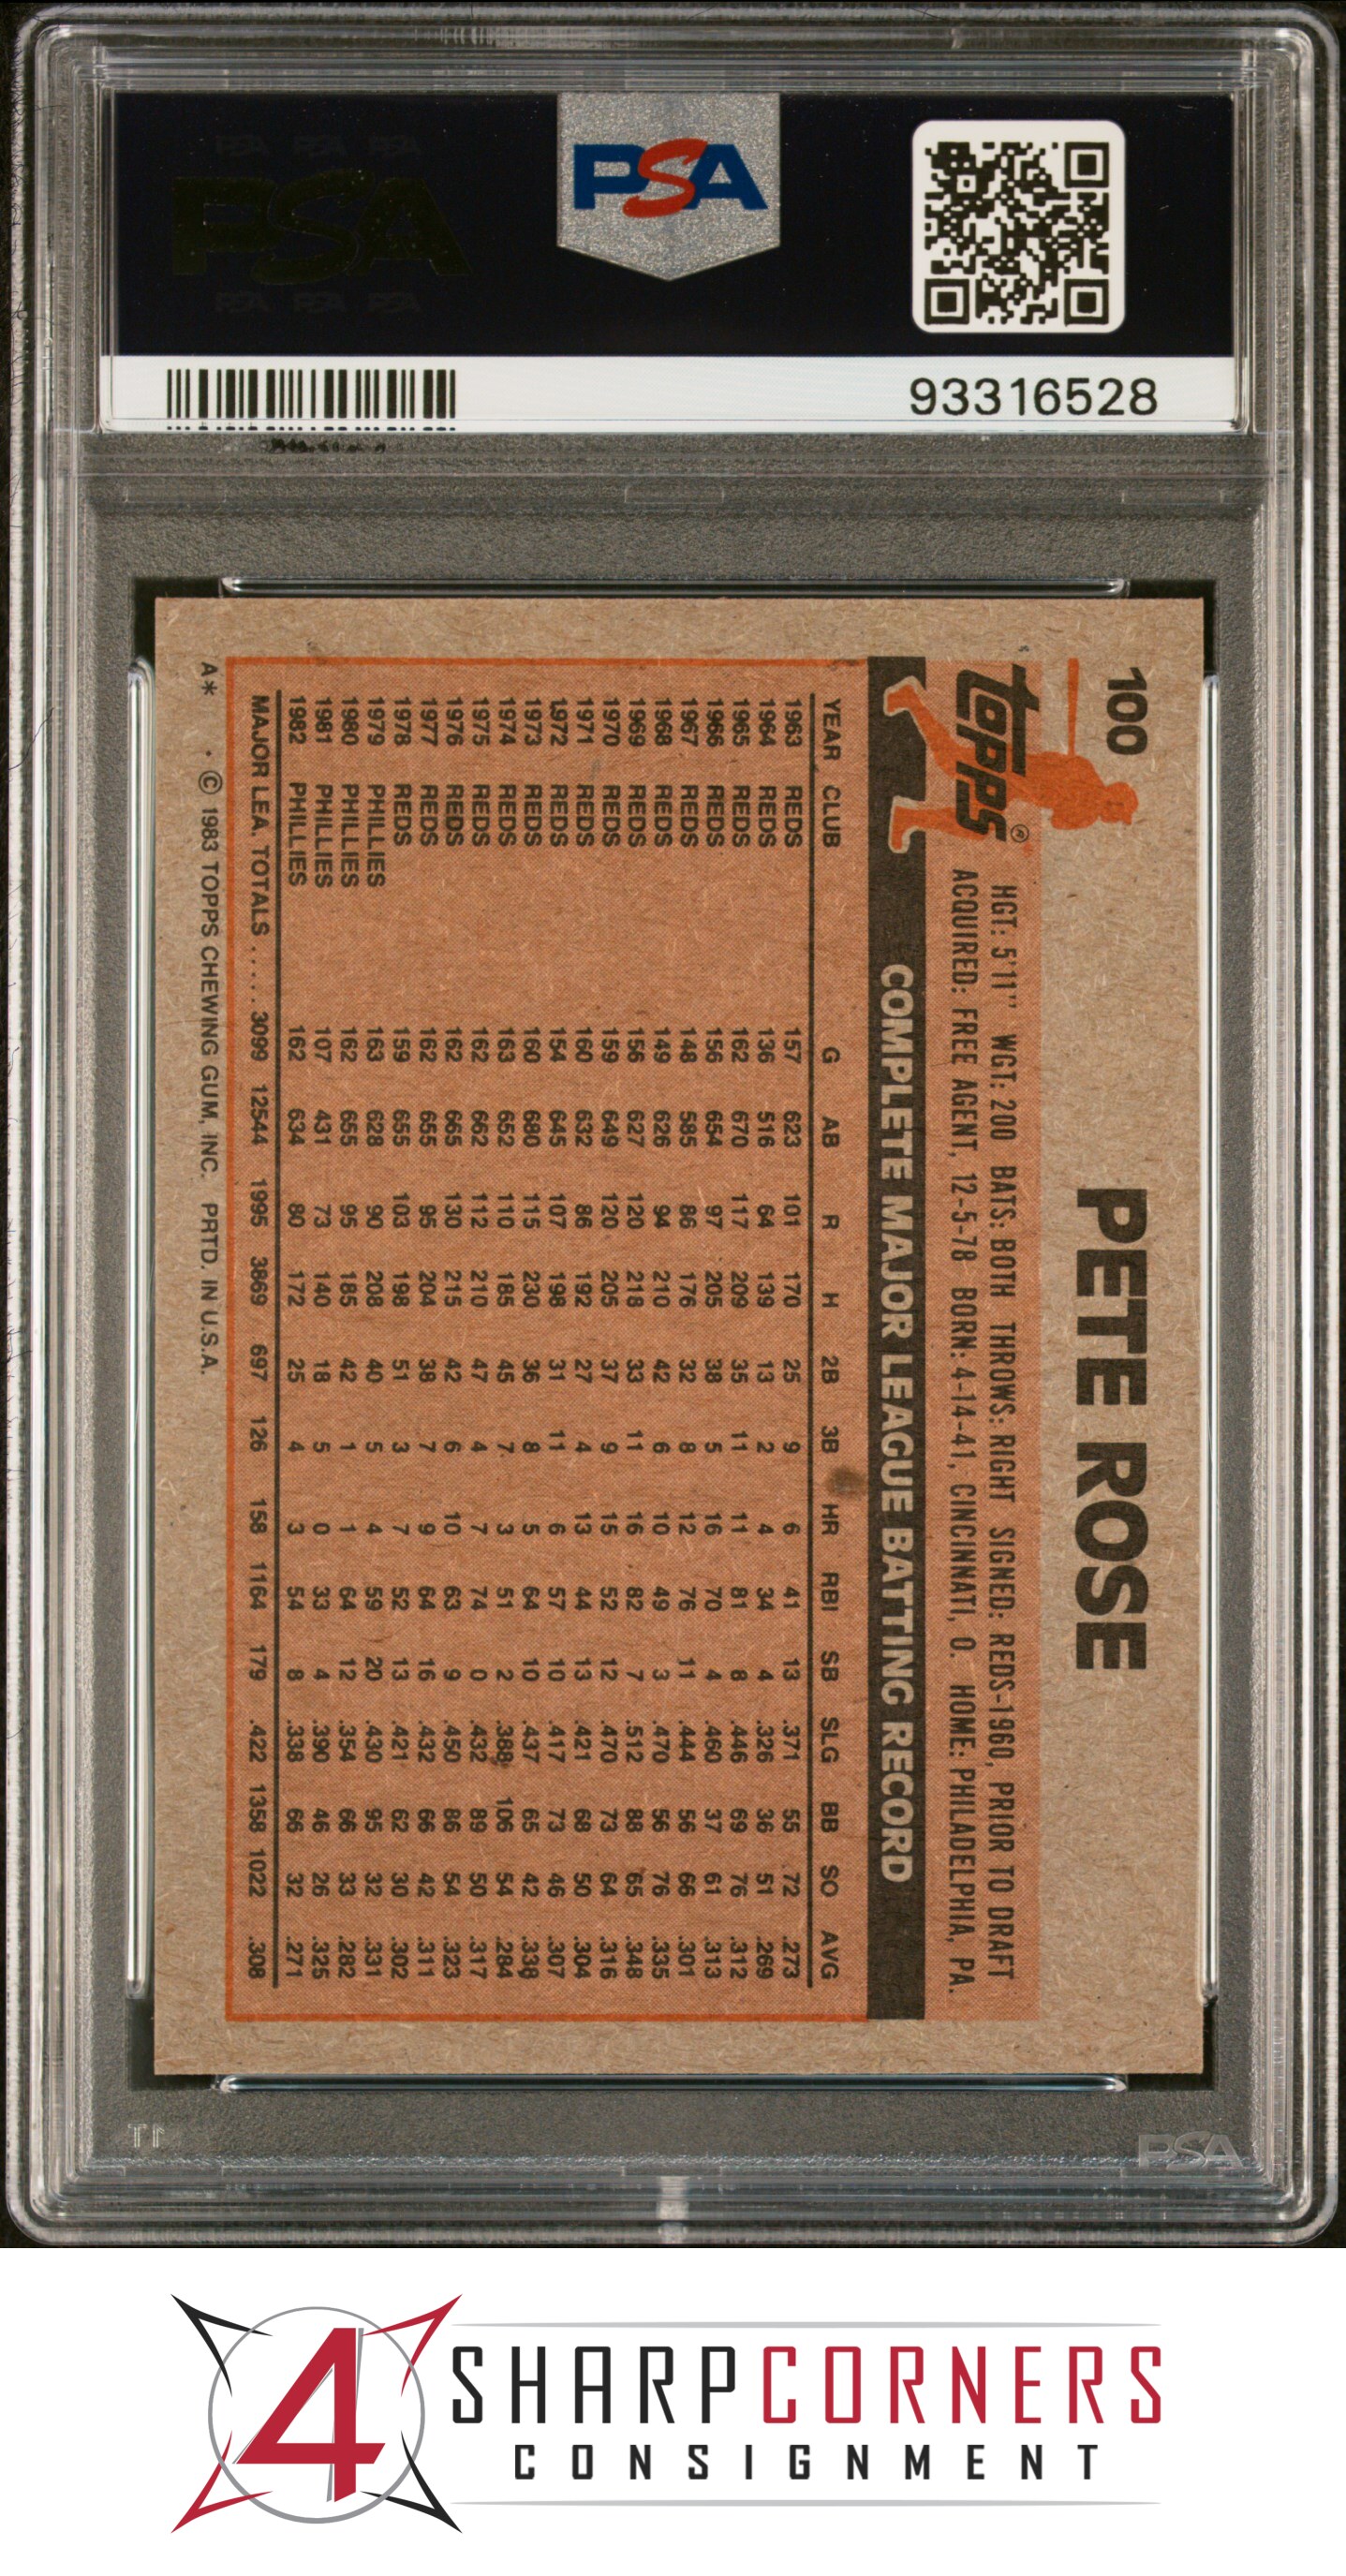 PSA PSA PSA
PSA
PSA PSA PSA
PSA
93316528
100
PETE ROSE
TOPPS®*
HGT: 5'11" WGT: 200 BATS: BOTH THROWS: RIGHT SIGNED: REDS-1960, PRIOR TO DRAFT
ACQUIRED: FREE AGENT, 12-5-78 BORN: 4-14-41, CINCINNATI, O. HOME: PHILADELPHIA, PA.
COMPLETE MAJOR LEAGUE BATTING RECORD
YEAR CLUB G AB R H 2B 3B HR RBI SB SLG BB SO AVG
1963 REDS 157 623 101 170 25 9 6 41 13 .371 55 72 .273
1964 REDS 136 516 64 139 13 2 4 34 4 .326 36 51 .269
1965 REDS 162 670 117 209 35 11 11 81 8 .446 69 76 .312
1966 REDS 156 654 97 205 38 5 16 70 4 .460 37 61 .313
1967 REDS 148 585 86 176 32 8 12 76 11 .444 56 66 .301
1968 REDS 149 626 94 210 42 6 10 49 3 .470 56 76 .335
1969 REDS 156 627 120 218 33 11 16 82 7 .512 88 65 .348
1970 REDS 159 649 120 205 37 9 15 52 12 .470 73 64 .316
1971 REDS 160 632 86 192 27 4 13 44 13 .421 68 50 .304
1972 REDS 154 645 107 198 31 11 6 57 10 .417 73 46 .307
1973 REDS 160 680 115 230 36 8 5 64 10 .437 65 42 .338
1974 REDS 163 652 110 185 45 7 3 51 2 .388 106 54 .284
1975 REDS 162 662 112 210 47 4 7 74 0 .432 89 50 .317
1976 REDS 162 665 130 215 42 6 10 63 9 .450 86 54 .323
1977 REDS 162 655 95 204 38 7 9 64 16 .432 66 42 .311
1978 REDS 159 655 103 198 51 3 7 52 13 .421 62 30 .302
1979 PHILLIES 163 628 90 208 40 5 4 59 20 .430 95 32 .331
1980 PHILLIES 162 655 95 185 42 1 1 64 12 .354 66 33 .282
1981 PHILLIES 107 431 73 140 18 5 0 33 4 .390 46 26 .325
1982 PHILLIES 162 634 80 172 25 4 3 54 8 .338 66 32 .271
MAJOR LEA. TOTALS ..... 3099 12544 1995 3869 697 126 158 1164 179 .422 1358 1022 .308
A* • © 1983 TOPPS CHEWING GUM, INC. PRTD. IN U.S.A.
PSA
4 SHARPCORNERS
CONSIGNMENT